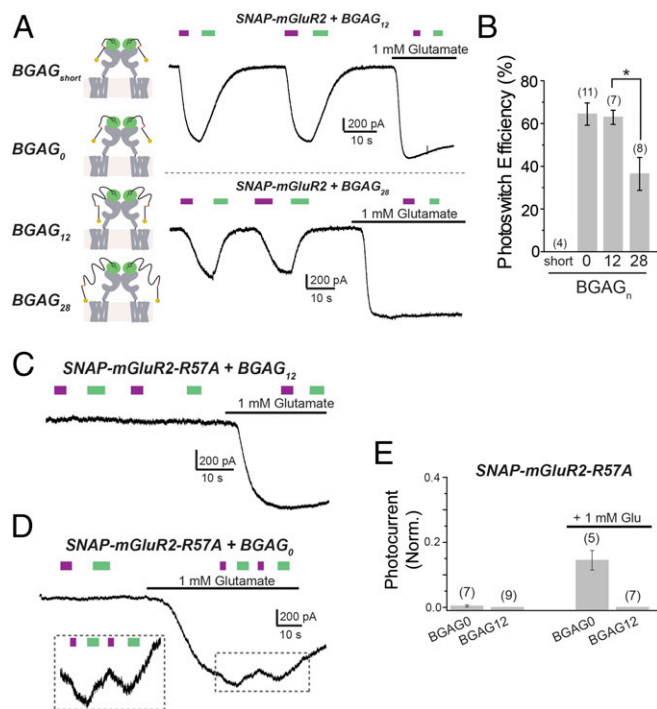 A
SNAP-mGluR2 + BGAG12
1 mM Glutamate
BGAGshort
BGAG0
BGAG12
BGAG28
200 pA
10 s
SNAP-mGluR2 + BGAG28
1 mM Glutamate
200 pA
10 s
B
Photoswitch Efficiency (%)
80
60
40
20
0
(4)
(11)
(7)
(8)
*
short 0 12 28
BGAGn
C
SNAP-mGluR2-R57A + BGAG12
1 mM Glutamate
200 pA
10 s
D
SNAP-mGluR2-R57A + BGAG0
1 mM Glutamate
200 pA
10 s
E
SNAP-mGluR2-R57A
Photocurrent
(Norm.)
0.4
0.2
0.0
+ 1 mM Glu
(7)
(9)
(5)
(7)
BGAG0
BGAG12
BGAG0
BGAG12